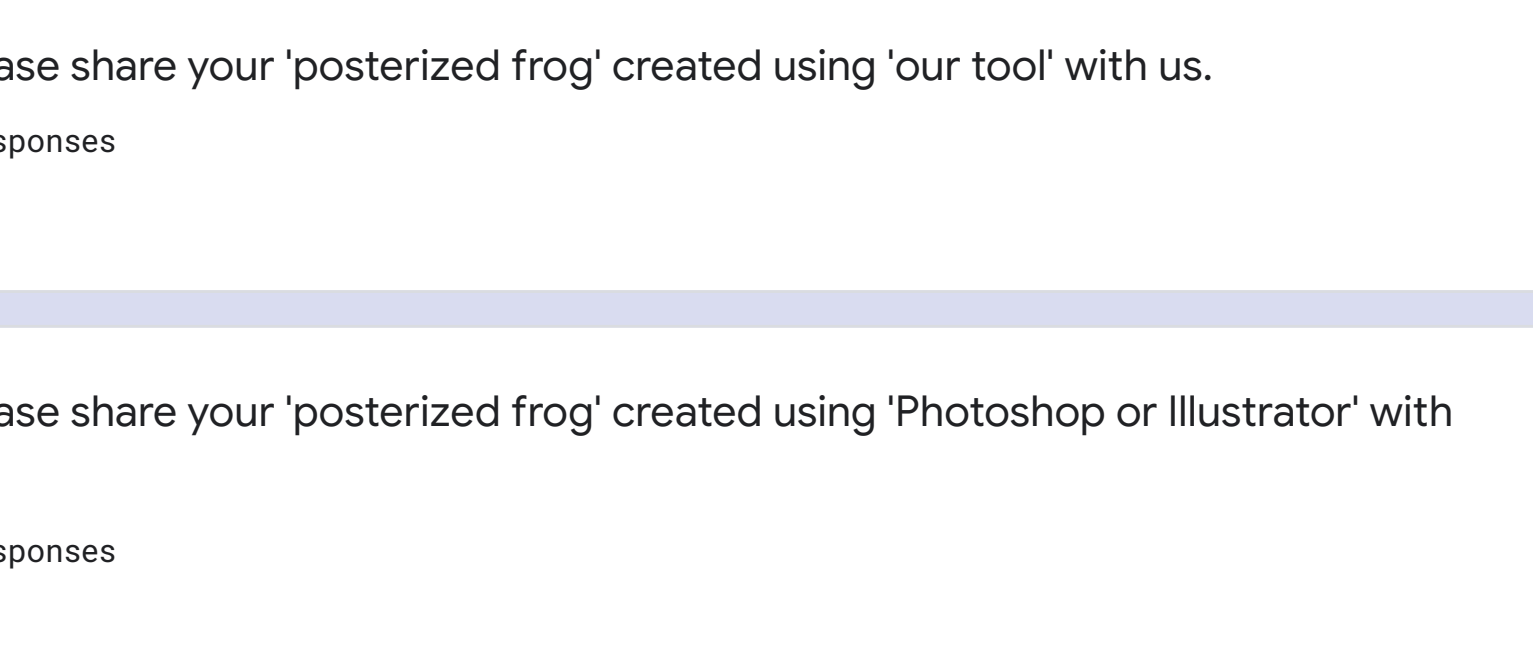 ase share your 'posterized frog' created using 'our tool' with us.
sponses
ase share your 'posterized frog' created using 'Photoshop or Illustrator' with
sponses